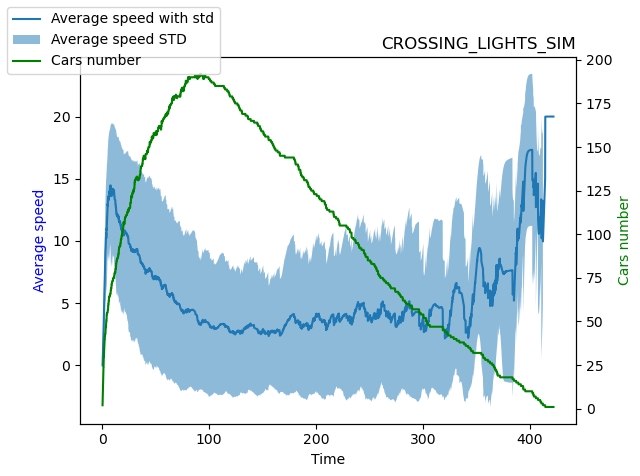 Average speed with std
Average speed STD
Cars number
CROSSING_LIGHTS_SIM
20
15
10
5
0
Average speed
200
175
150
125
100
75
50
25
0
Cars number
0 100 200 300 400
Time